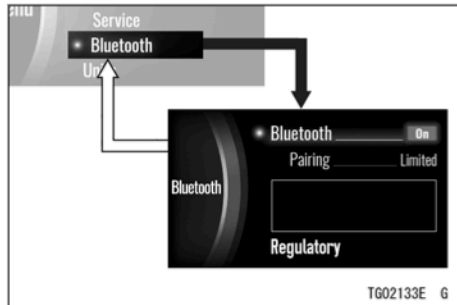 Service
Bluetooth
Bluetooth On
Pairing Limited
Bluetooth
Regulatory
TG02133E G